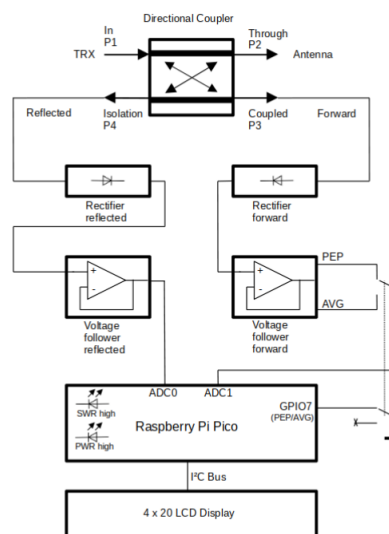 Directional Coupler
In
P1
Through
P2
TRX
Antenna
Reflected
Isolation
P4
Coupled
P3
Forward
Rectifier
reflected
Rectifier
forward
PEP
+
-
+
-
AVG
Voltage
follower
reflected
Voltage
follower
forward
ADC0
ADC1
SWR high
GPIO7
(PEP/AVG)
Raspberry Pi Pico
PWR high
I²C Bus
4 x 20 LCD Display